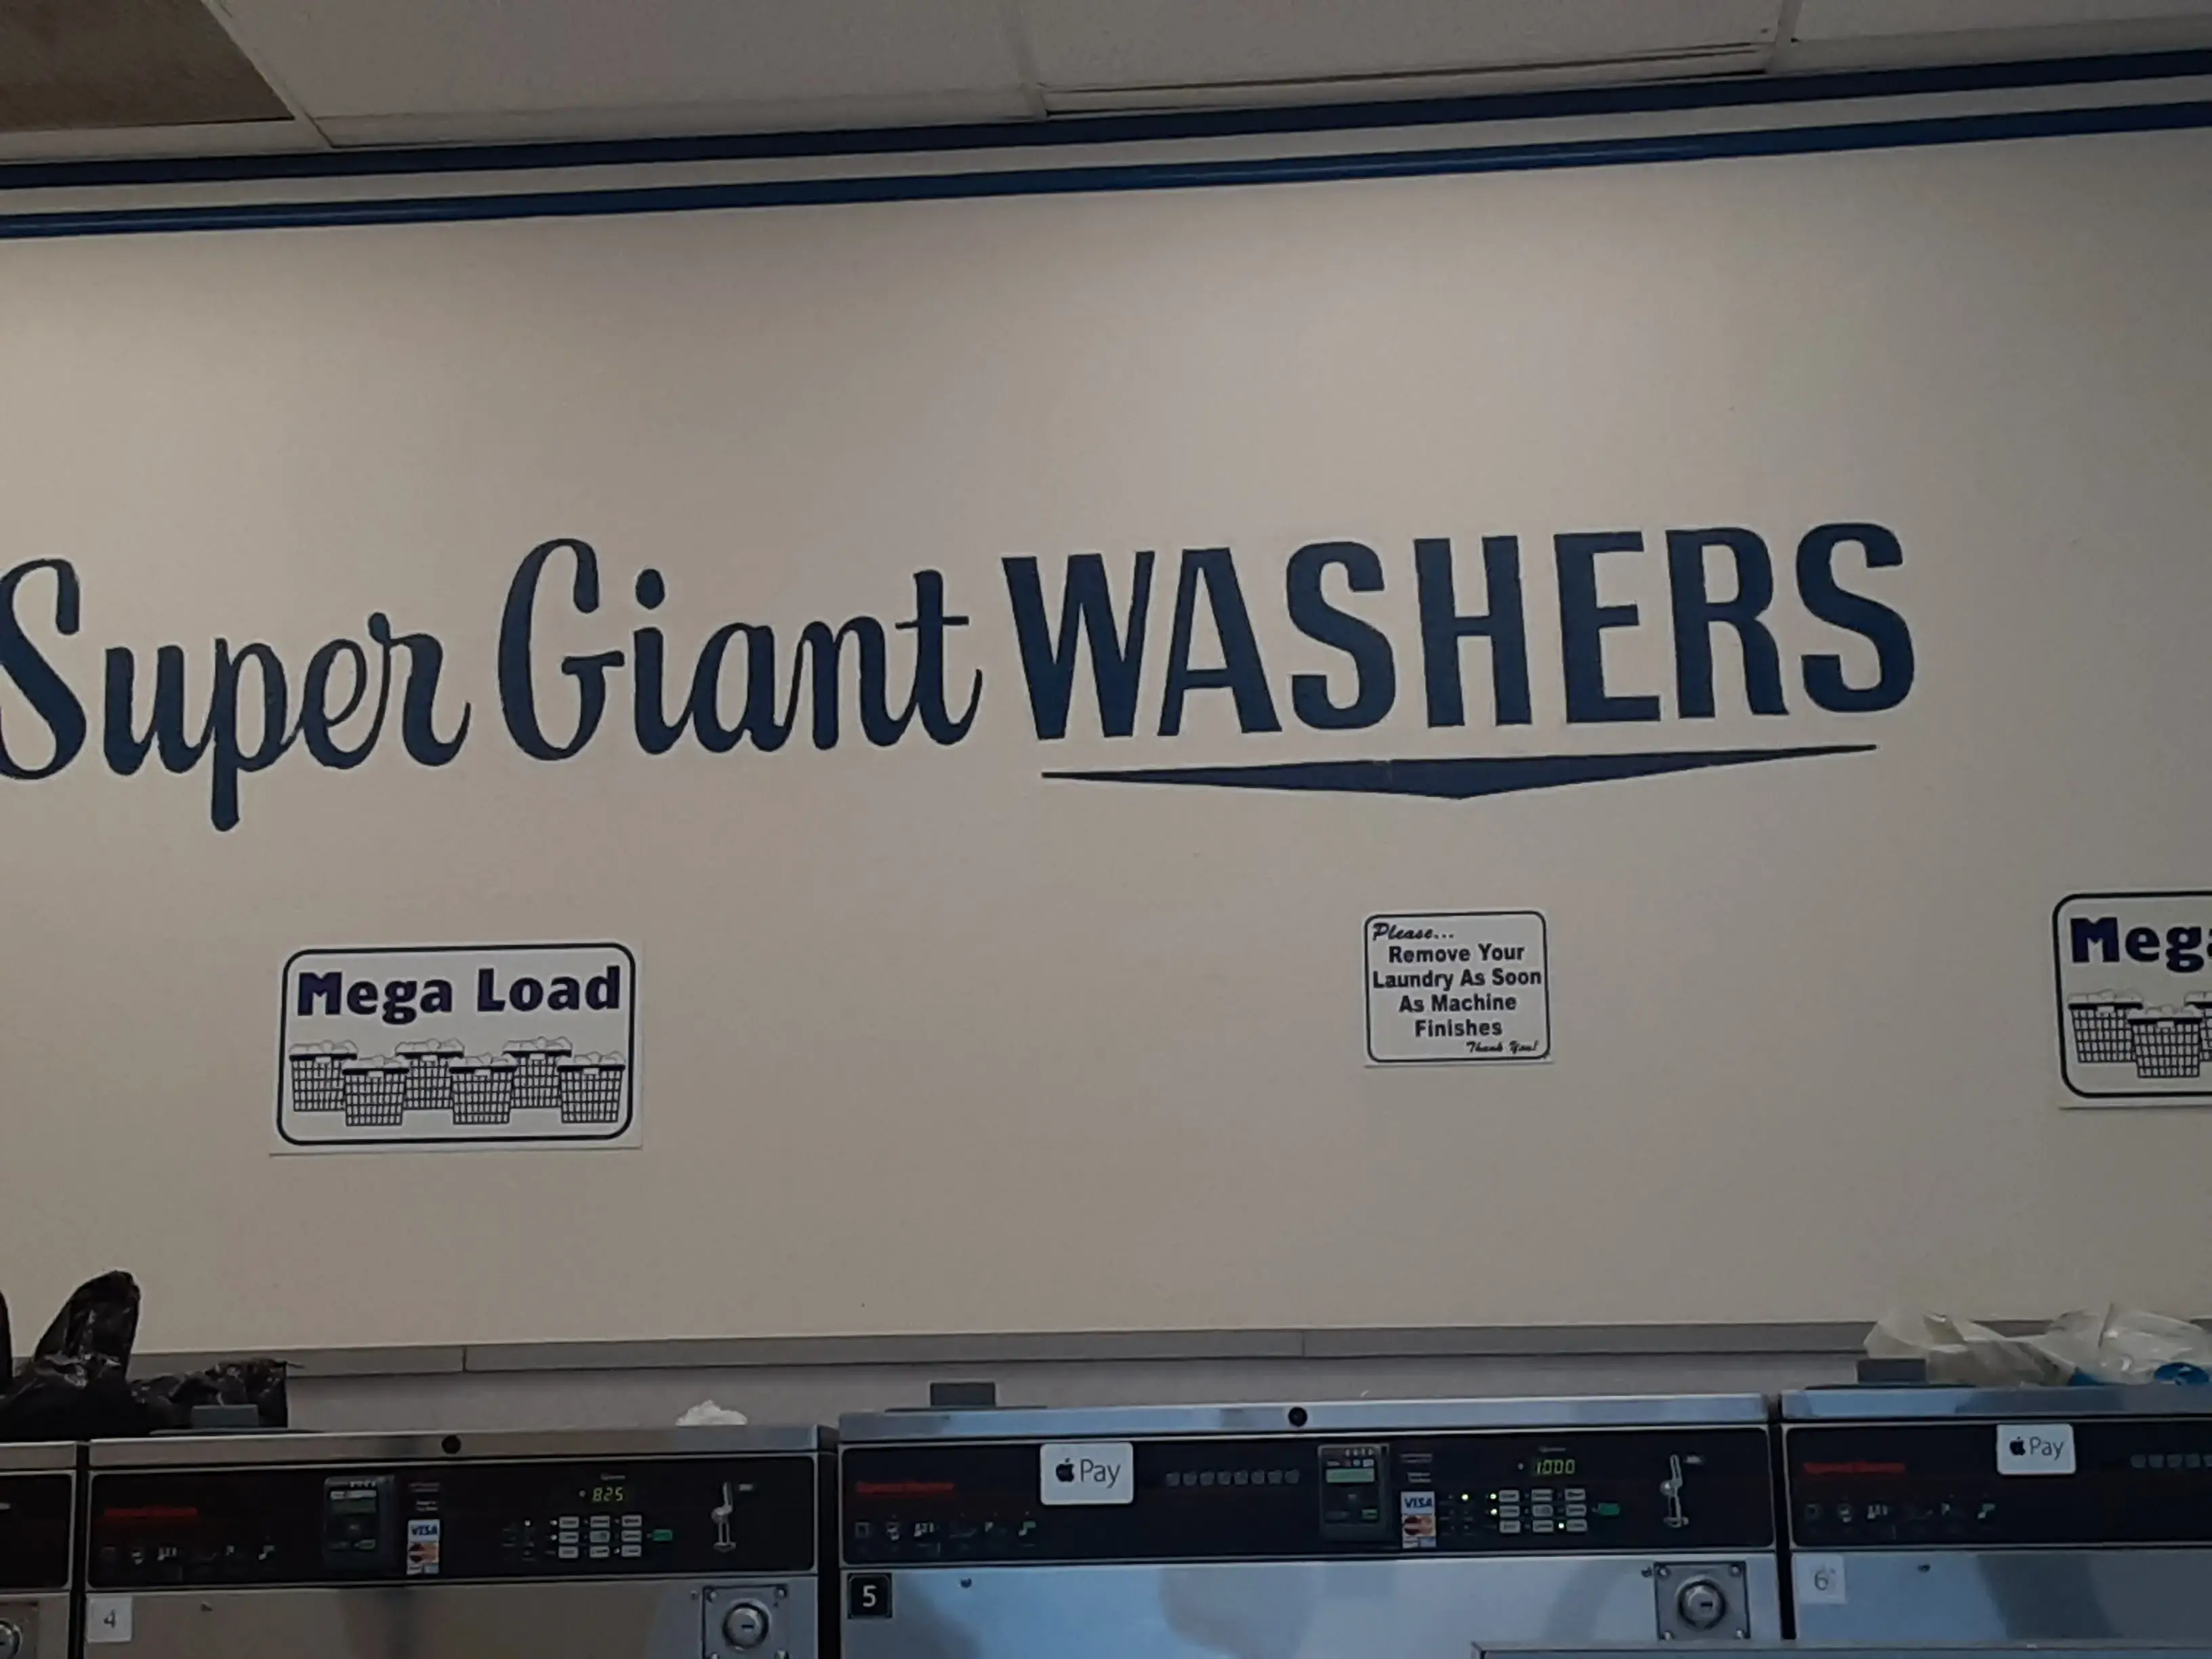 Super Giant WASHERS
Mega Load
Please...
Remove Your
Laundry As Soon
As Machine
Finishes
Thank You!
Mega
825
VISA
4
Pay
VISA
1000
5
Pay
6